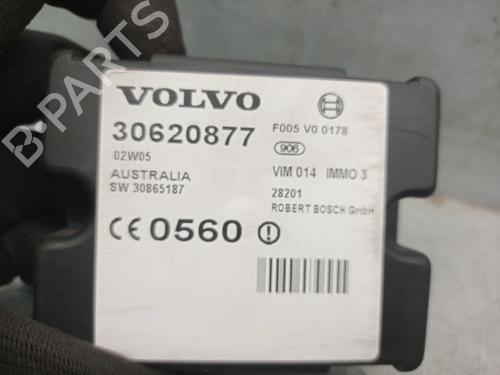 VOLVO
30620877
02W05
AUSTRALIA
SW 30865187
CE 0560
F005 V0 0178
906
VIM 014 IMMO 3
28201
ROBERT BOSCH GmbH
B-PARTS